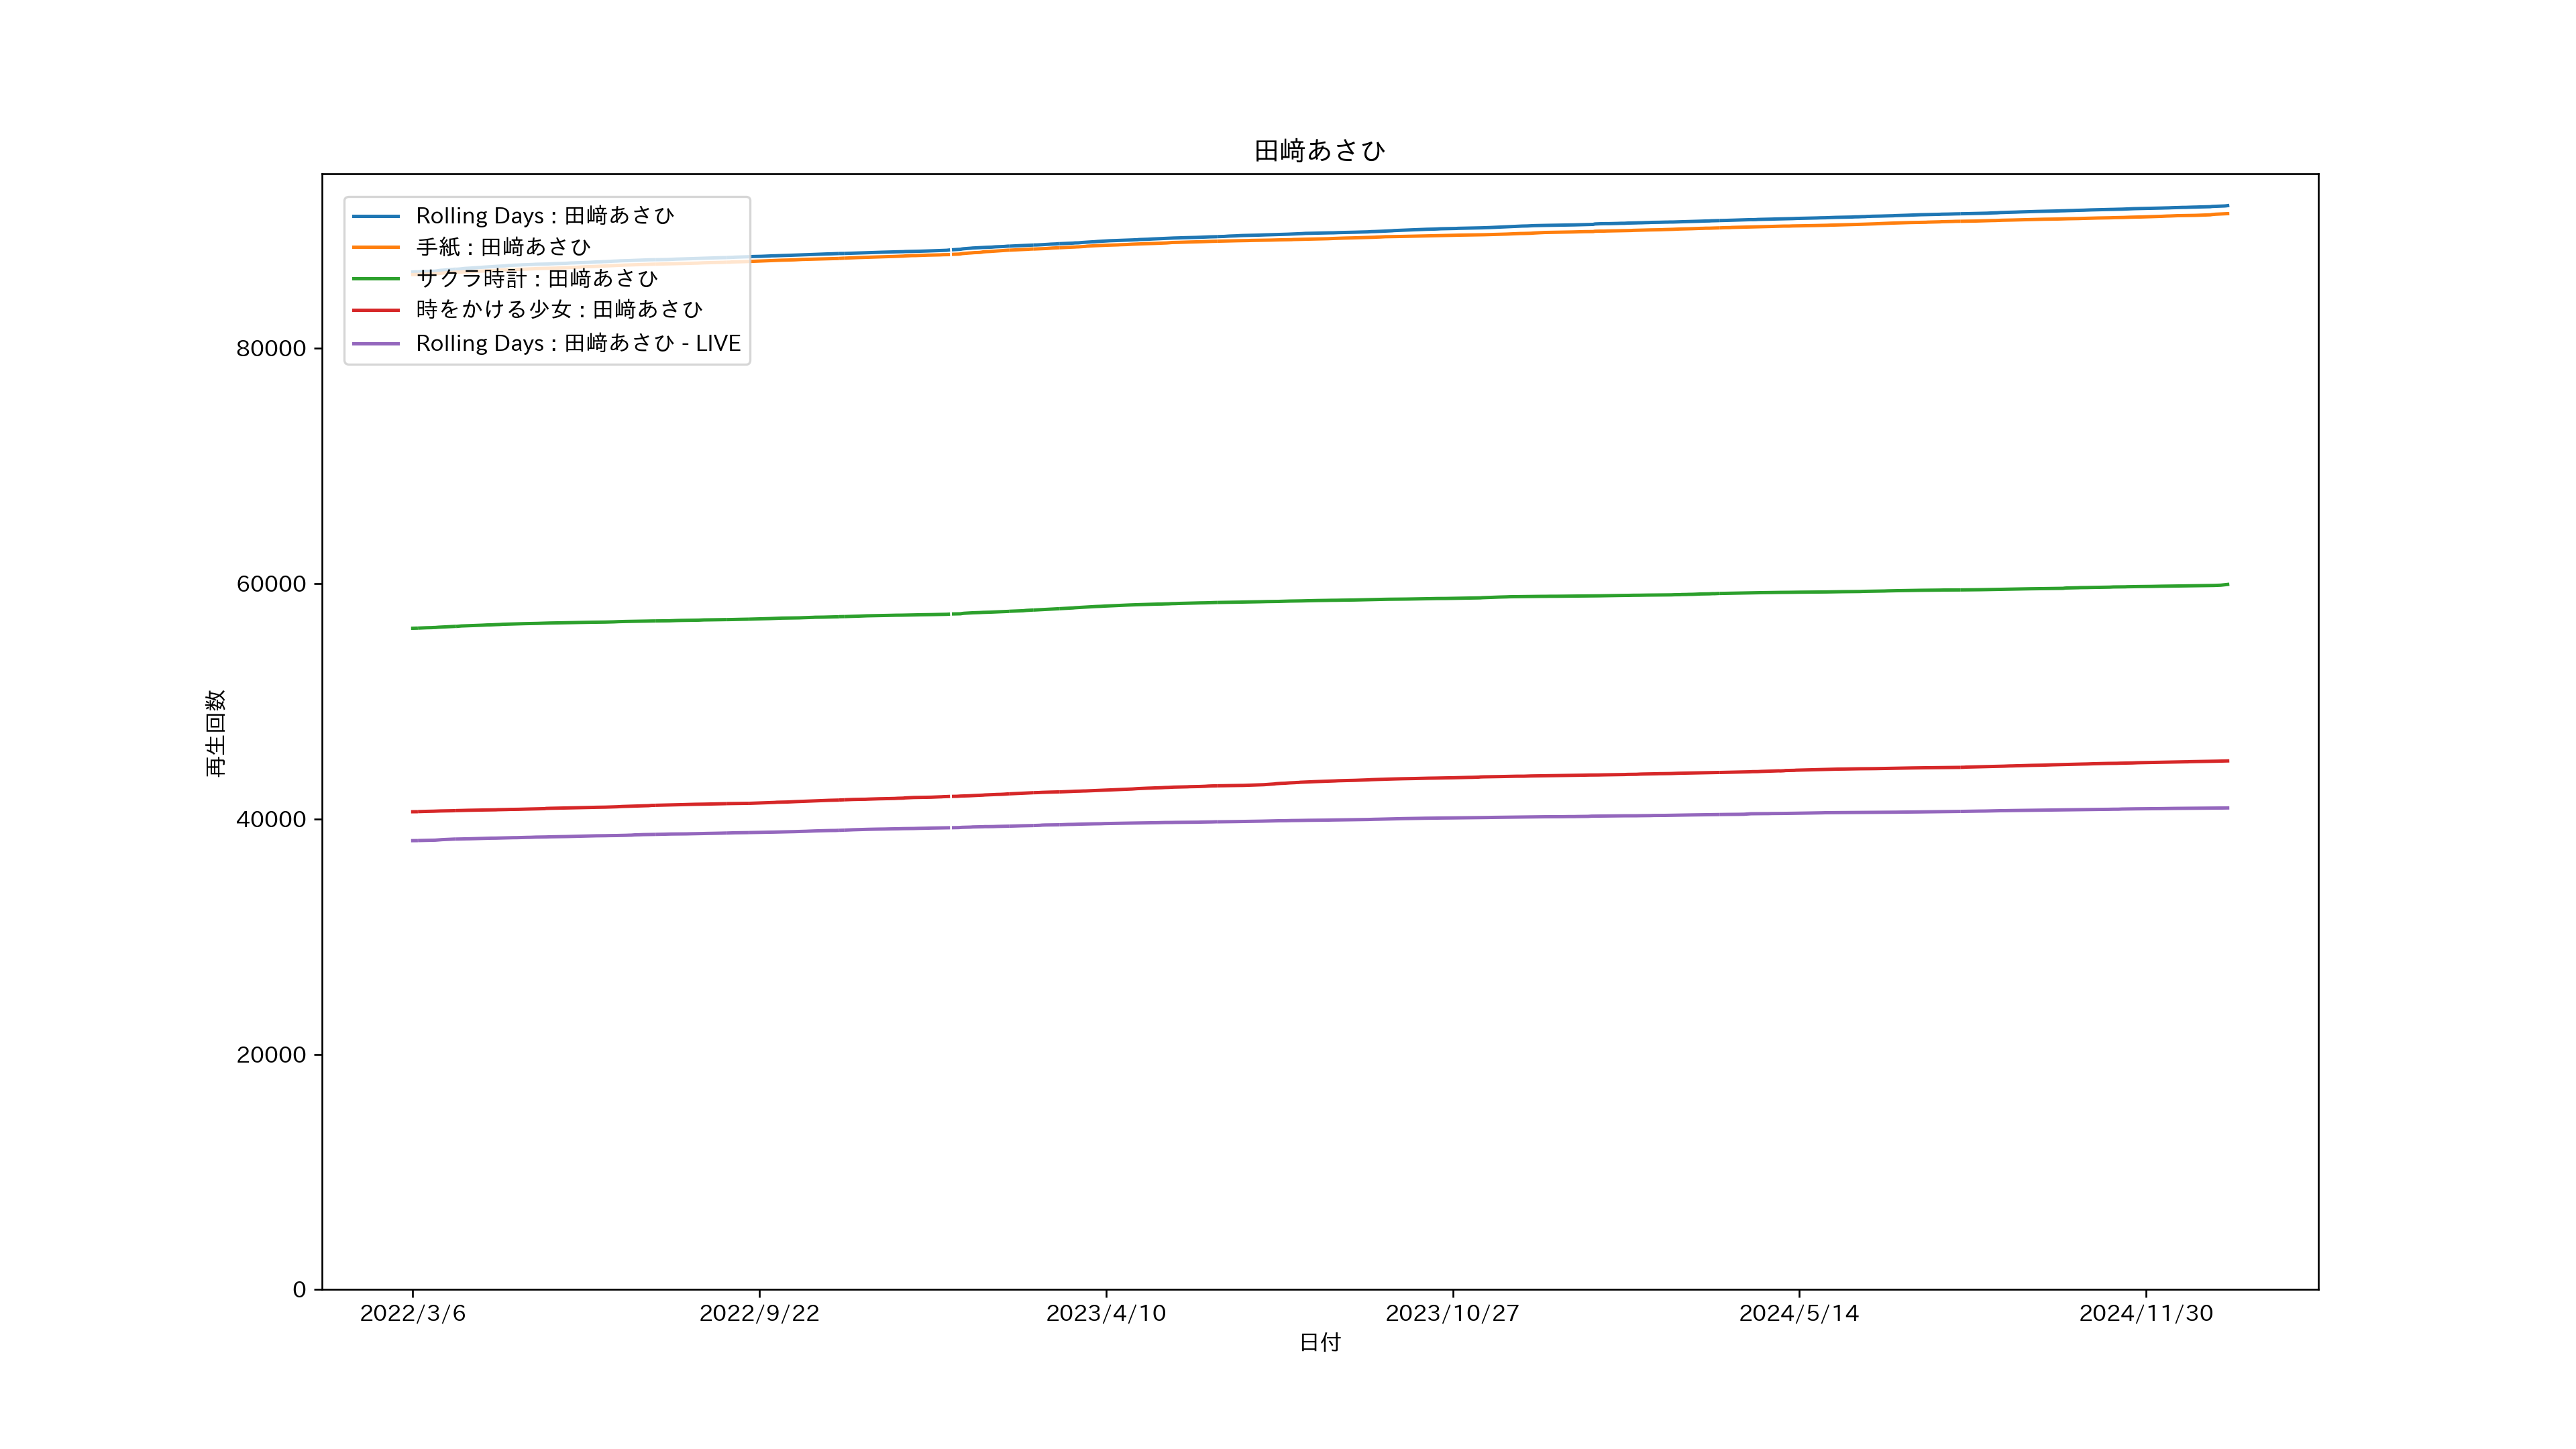 田﨑あさひ
Rolling Days : 田﨑あさひ
手紙 : 田﨑あさひ
サクラ時計 : 田﨑あさひ
時をかける少女 : 田﨑あさひ
Rolling Days : 田﨑あさひ - LIVE
80000
60000
40000
20000
0
再生回数
2022/3/6
2022/9/22
2023/4/10
2023/10/27
2024/5/14
2024/11/30
日付